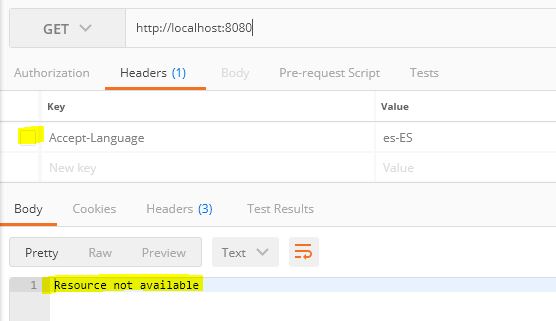 GET http://localhost:8080
Authorization Headers (1) Body Pre-request Script Tests
Key Value
Accept-Language es-ES
New key Value
Body Cookies Headers (3) Test Results
Pretty Raw Preview Text
1 Resource not available